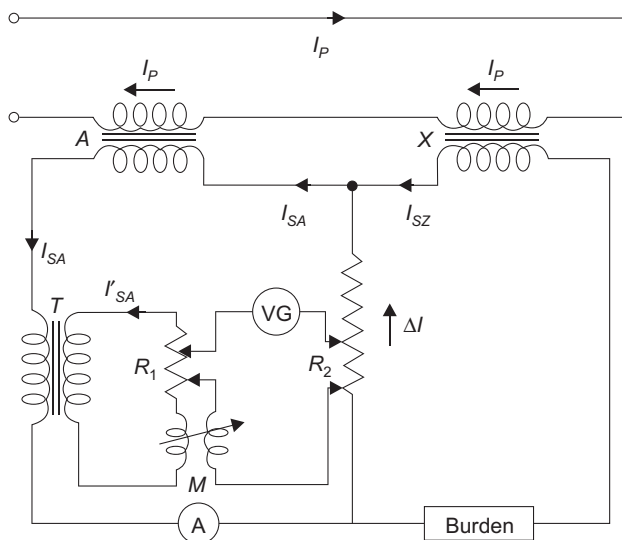 I_P
I_P
I_P
A
X
I_SA
I_SZ
I_SA
T
I'_SA
VG
ΔI
R_1
R_2
M
A
Burden